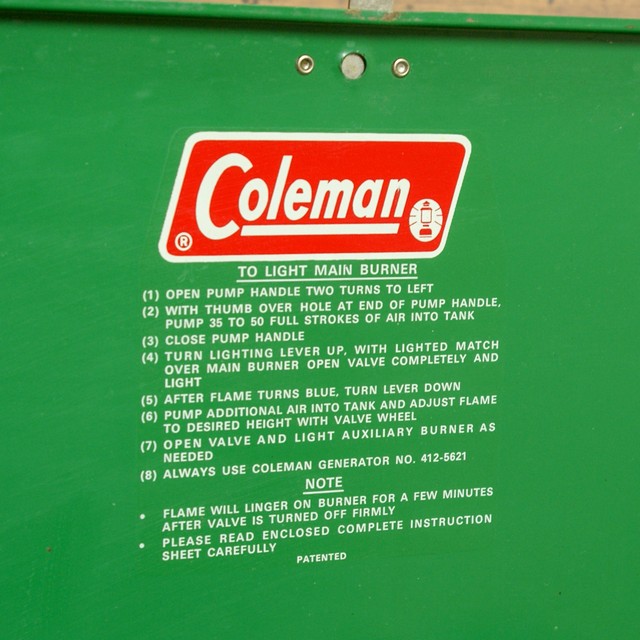 Coleman
®
TO LIGHT MAIN BURNER
(1) OPEN PUMP HANDLE TWO TURNS TO LEFT
(2) WITH THUMB OVER HOLE AT END OF PUMP HANDLE,
PUMP 35 TO 50 FULL STROKES OF AIR INTO TANK
(3) CLOSE PUMP HANDLE
(4) TURN LIGHTING LEVER UP, WITH LIGHTED MATCH
OVER MAIN BURNER OPEN VALVE COMPLETELY AND
LIGHT
(5) AFTER FLAME TURNS BLUE, TURN LEVER DOWN
(6) PUMP ADDITIONAL AIR INTO TANK AND ADJUST FLAME
TO DESIRED HEIGHT WITH VALVE WHEEL
(7) OPEN VALVE AND LIGHT AUXILIARY BURNER AS
NEEDED
(8) ALWAYS USE COLEMAN GENERATOR NO. 412-5621
NOTE
• FLAME WILL LINGER ON BURNER FOR A FEW MINUTES
AFTER VALVE IS TURNED OFF FIRMLY
• PLEASE READ ENCLOSED COMPLETE INSTRUCTION
SHEET CAREFULLY
PATENTED